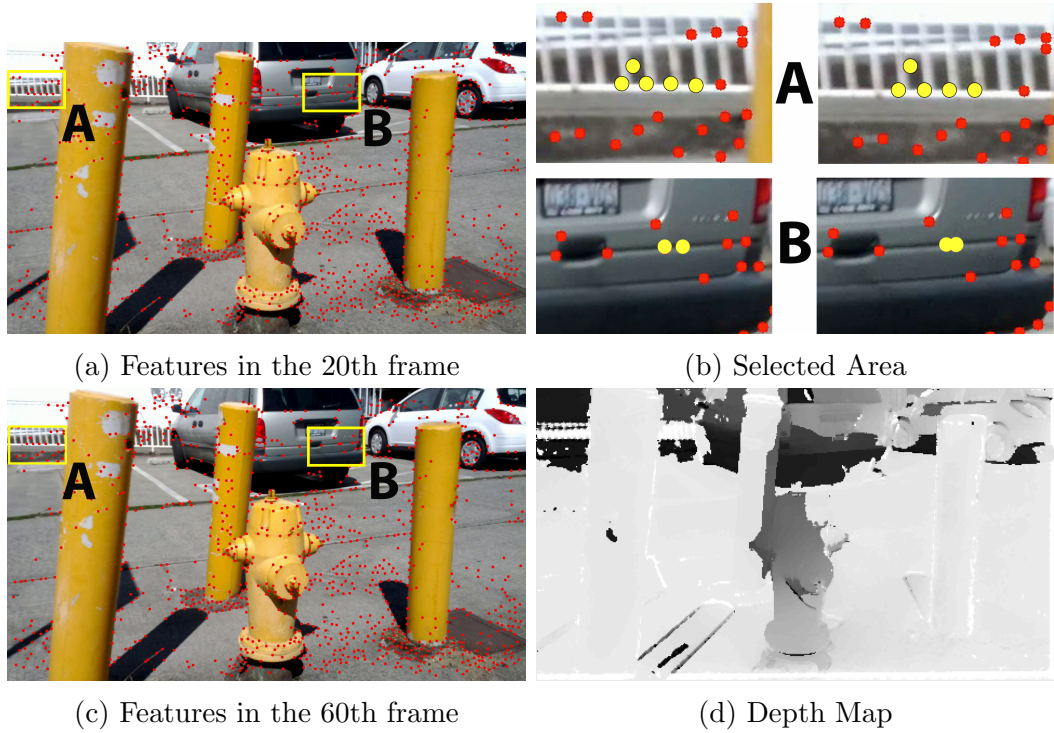 A
B
A
B
(a) Features in the 20th frame
(b) Selected Area
A
B
(c) Features in the 60th frame
(d) Depth Map